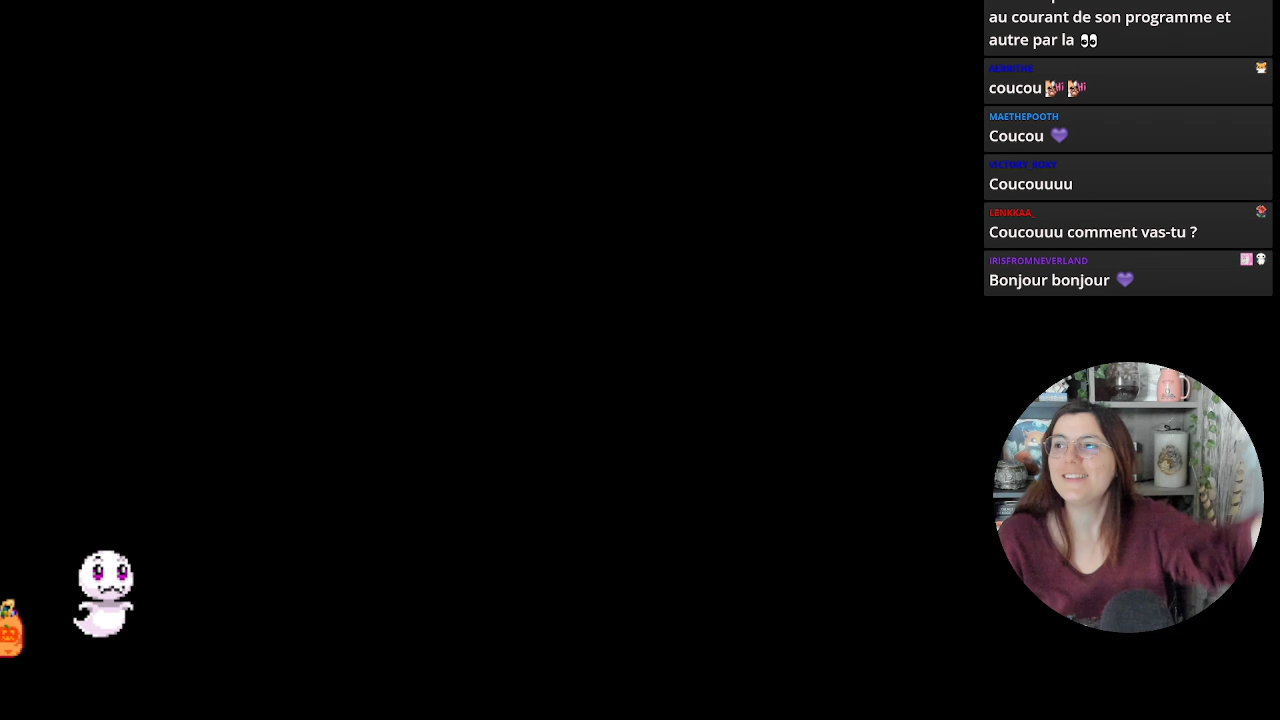 au courant de son programme et
autre par la 👀
coucou
MAETHEPOOTH
Coucou 💜
VICTORY_ROXY
Coucouuuu
LENKKAA_
Coucouuu comment vas-tu ?
IRISFROMNEVERLAND
Bonjour bonjour 💜